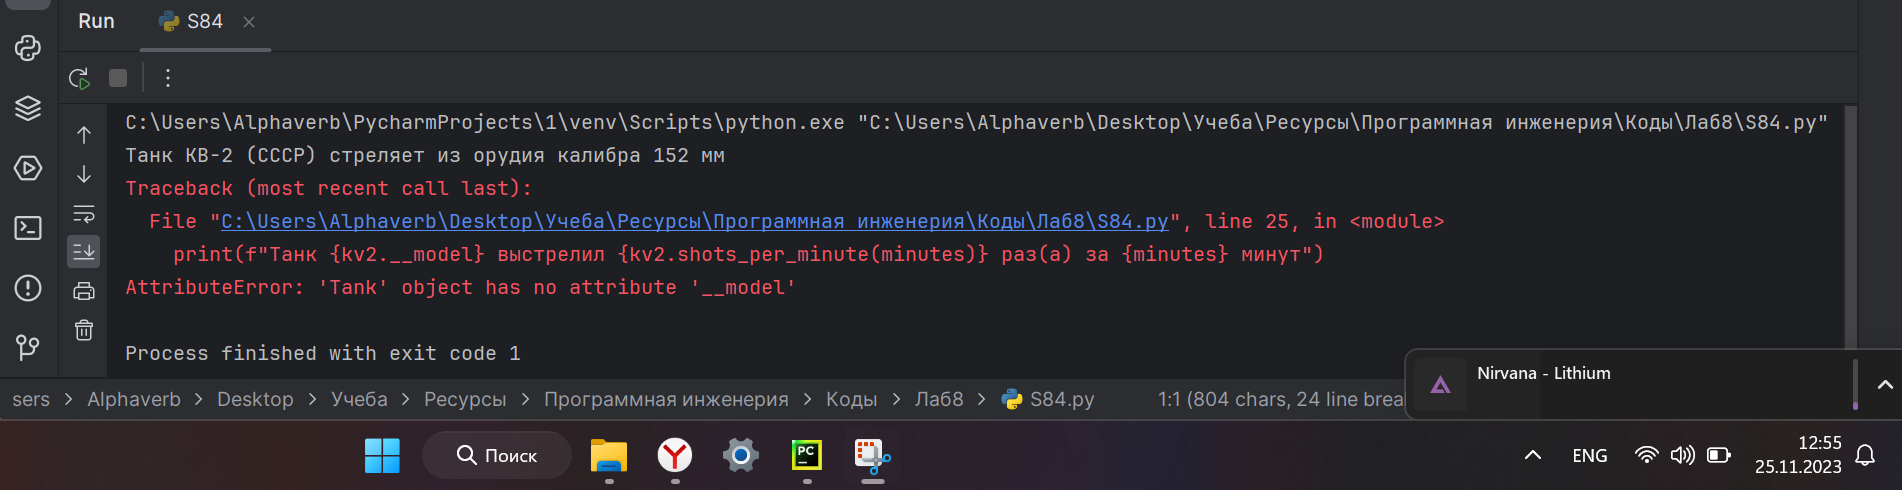 Run
S84
C:\Users\Alphaverb\PycharmProjects\1\venv\Scripts\python.exe "C:\Users\Alphaverb\Desktop\Учеба\Ресурсы\Программная инженерия\Коды\Лаб8\S84.py"
Танк КВ-2 (СССР) стреляет из орудия калибра 152 мм
Traceback (most recent call last):
File "C:\Users\Alphaverb\Desktop\Учеба\Ресурсы\Программная инженерия\Коды\Лаб8\S84.py", line 25, in <module>
print(f"Танк {kv2.__model} выстрелил {kv2.shots_per_minute(minutes)} раз(а) за {minutes} минут")
AttributeError: 'Tank' object has no attribute '__model'
Process finished with exit code 1
Nirvana - Lithium
sers > Alphaverb > Desktop > Учеба > Ресурсы > Программная инженерия > Коды > Лаб8 > S84.py 1:1 (804 chars, 24 line brea
Поиск
PC
ENG
12:55
25.11.2023